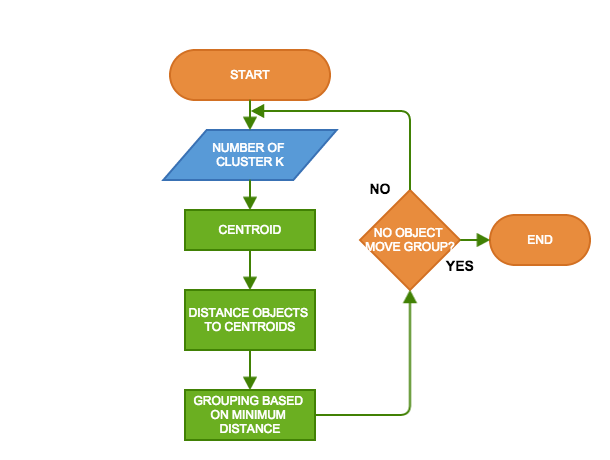 START
NUMBER OF
CLUSTER K
CENTROID
DISTANCE OBJECTS
TO CENTROIDS
GROUPING BASED
ON MINIMUM
DISTANCE
NO
NO OBJECT
MOVE GROUP?
YES
END